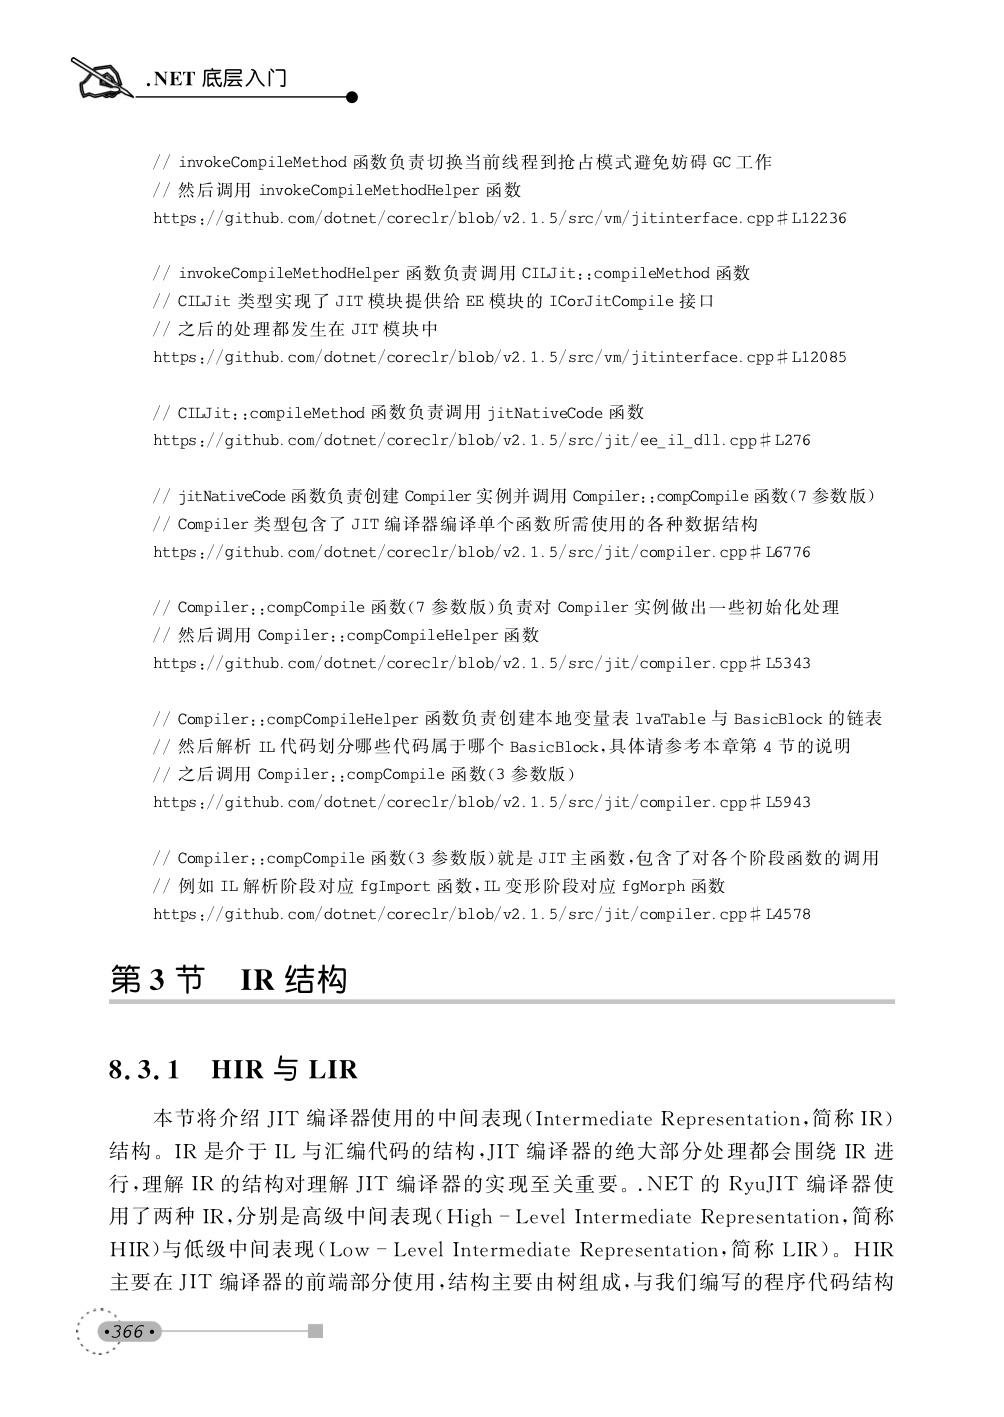 .NET 底层入门
// invokeCompileMethod 函数负责切换当前线程到抢占模式避免妨碍 GC 工作
// 然后调用 invokeCompileMethodHelper 函数
https://github.com/dotnet/coreclr/blob/v2.1.5/src/vm/jitinterface.cpp#L12236
// invokeCompileMethodHelper 函数负责调用 CILJit::compileMethod 函数
// CILJit 类型实现了 JIT 模块提供给 EE 模块的 ICorJitCompile 接口
// 之后的处理都发生在 JIT 模块中
https://github.com/dotnet/coreclr/blob/v2.1.5/src/vm/jitinterface.cpp#L12085
// CILJit::compileMethod 函数负责调用 jitNativeCode 函数
https://github.com/dotnet/coreclr/blob/v2.1.5/src/jit/ee_il_dll.cpp#L276
// jitNativeCode 函数负责创建 Compiler 实例并调用 Compiler::compCompile 函数(7 参数版)
// Compiler 类型包含了 JIT 编译器编译单个函数所需使用的各种数据结构
https://github.com/dotnet/coreclr/blob/v2.1.5/src/jit/compiler.cpp#L6776
// Compiler::compCompile 函数(7 参数版)负责对 Compiler 实例做出一些初始化处理
// 然后调用 Compiler::compCompileHelper 函数
https://github.com/dotnet/coreclr/blob/v2.1.5/src/jit/compiler.cpp#L5343
// Compiler::compCompileHelper 函数负责创建本地变量表 lvaTable 与 BasicBlock 的链表
// 然后解析 IL 代码划分哪些代码属于哪个 BasicBlock,具体请参考本章第 4 节的说明
// 之后调用 Compiler::compCompile 函数(3 参数版)
https://github.com/dotnet/coreclr/blob/v2.1.5/src/jit/compiler.cpp#L5943
// Compiler::compCompile 函数(3 参数版)就是 JIT 主函数,包含了对各个阶段函数的调用
// 例如 IL 解析阶段对应 fgImport 函数,IL 变形阶段对应 fgMorph 函数
https://github.com/dotnet/coreclr/blob/v2.1.5/src/jit/compiler.cpp#L4578
第 3 节 IR 结构
8.3.1 HIR 与 LIR
本节将介绍 JIT 编译器使用的中间表现(Intermediate Representation,简称 IR)
结构。IR 是介于 IL 与汇编代码的结构,JIT 编译器的绝大部分处理都会围绕 IR 进
行,理解 IR 的结构对理解 JIT 编译器的实现至关重要。.NET 的 RyuJIT 编译器使
用了两种 IR,分别是高级中间表现(High-Level Intermediate Representation,简称
HIR)与低级中间表现(Low-Level Intermediate Representation,简称 LIR)。HIR
主要在 JIT 编译器的前端部分使用,结构主要由树组成,与我们编写的程序代码结构
·366·